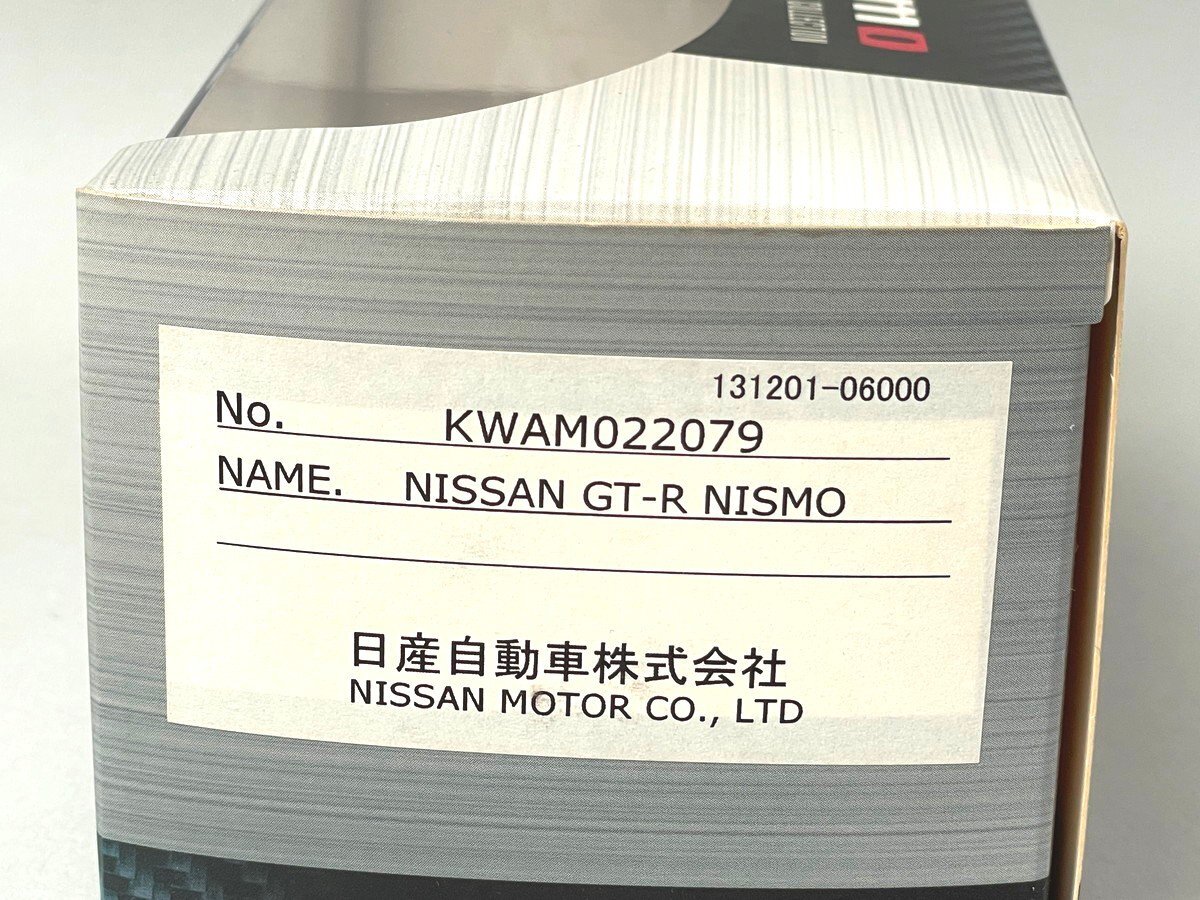 COLLECTION
131201-06000
No. KWAM022079
NAME. NISSAN GT-R NISMO
日産自動車株式会社
NISSAN MOTOR CO., LTD